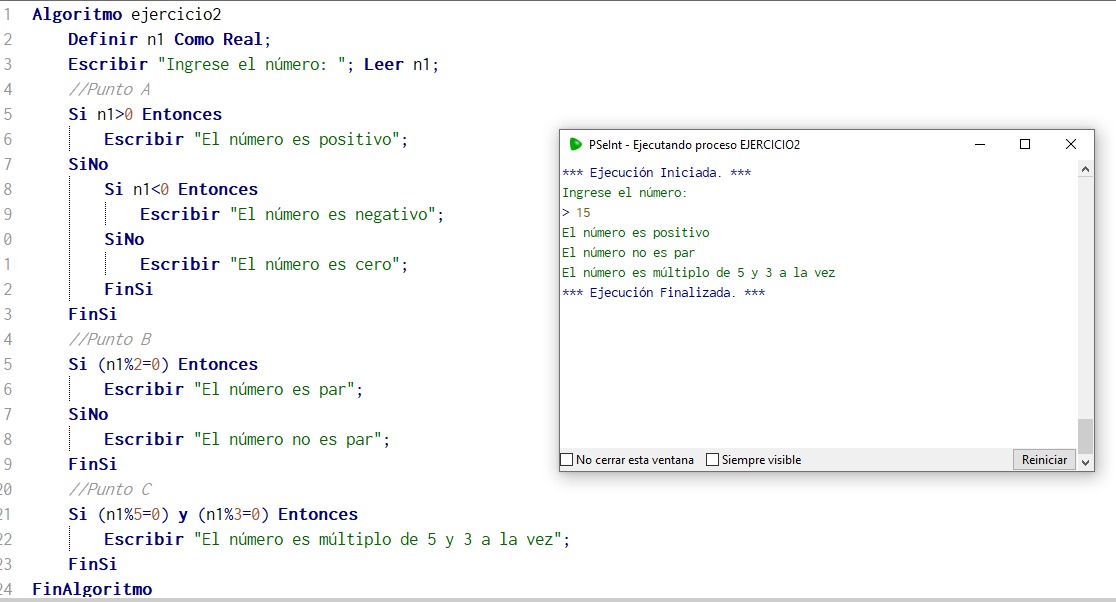 1 Algoritmo ejercicio2
2 Definir n1 Como Real;
3 Escribir "Ingrese el número: "; Leer n1;
4 //Punto A
5 Si n1>0 Entonces
6 Escribir "El número es positivo";
7 SiNo
8 Si n1<0 Entonces
9 Escribir "El número es negativo";
0 SiNo
1 Escribir "El número es cero";
2 FinSi
3 FinSi
4 //Punto B
5 Si (n1%2=0) Entonces
6 Escribir "El número es par";
7 SiNo
8 Escribir "El número no es par";
9 FinSi
20 //Punto C
21 Si (n1%5=0) y (n1%3=0) Entonces
22 Escribir "El número es múltiplo de 5 y 3 a la vez";
23 FinSi
24 FinAlgoritmo
PSeInt - Ejecutando proceso EJERCICIO2
*** Ejecución Iniciada. ***
Ingrese el número:
> 15
El número es positivo
El número no es par
El número es múltiplo de 5 y 3 a la vez
*** Ejecución Finalizada. ***
No cerrar esta ventana Siempre visible Reiniciar